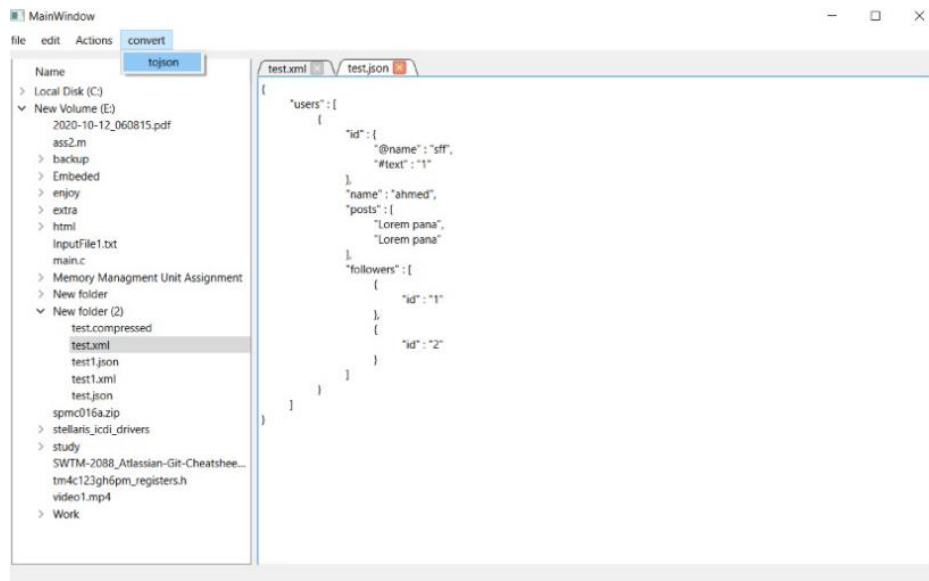 MainWindow
file edit Actions convert
tojson
Name
Local Disk (C:)
New Volume (E:)
2020-10-12_060815.pdf
ass2.m
backup
Embeded
enjoy
extra
html
InputFile1.txt
main.c
Memory Managment Unit Assignment
New folder
New folder (2)
test.compressed
test.xml
test1.json
test1.xml
test.json
spmc016a.zip
stellaris_icdi_drivers
study
SWTM-2088_Atlassian-Git-Cheatshee...
tm4c123gh6pm_registers.h
video1.mp4
Work
test.xml test.json
{
"users" : [
{
"id" : {
"@name" : "sff",
"#text" : "1"
},
"name" : "ahmed",
"posts" : [
"Lorem pana",
"Lorem pana"
],
"followers" : [
{
"id" : "1"
},
{
"id" : "2"
}
]
}
]
}